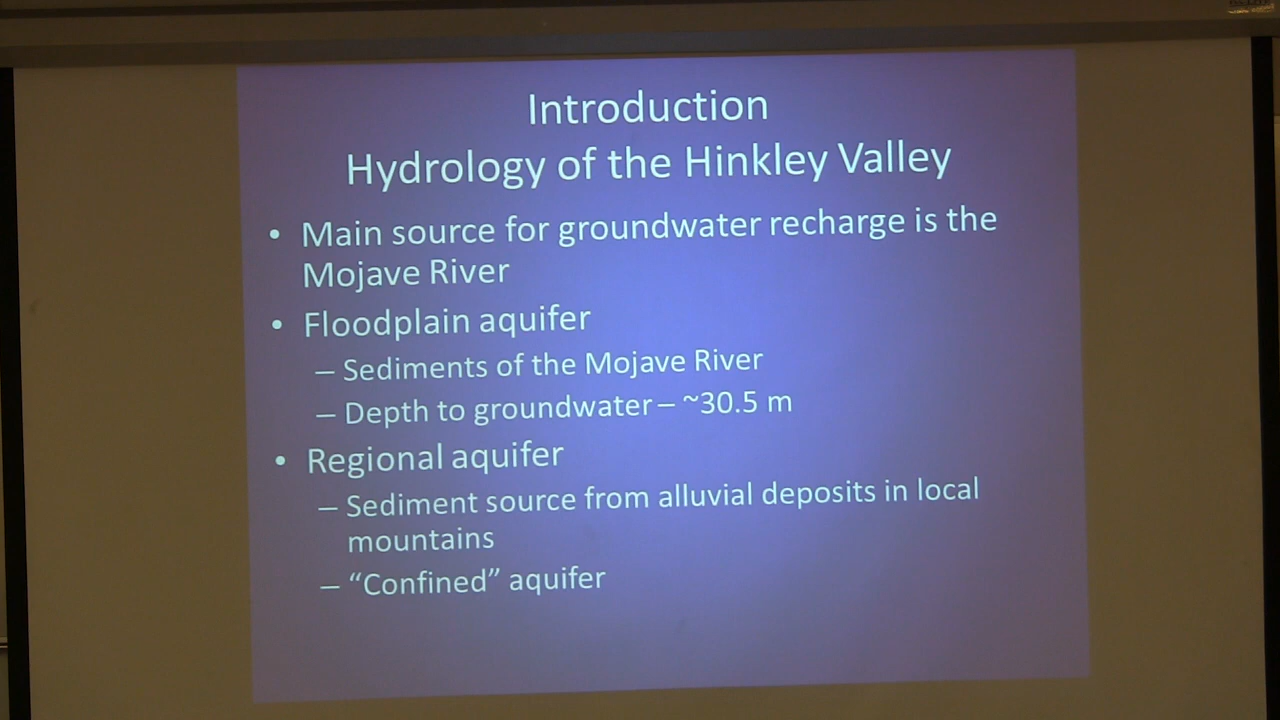 Introduction
Hydrology of the Hinkley Valley
• Main source for groundwater recharge is the
Mojave River
• Floodplain aquifer
– Sediments of the Mojave River
– Depth to groundwater – ~30.5 m
• Regional aquifer
– Sediment source from alluvial deposits in local
mountains
– “Confined” aquifer